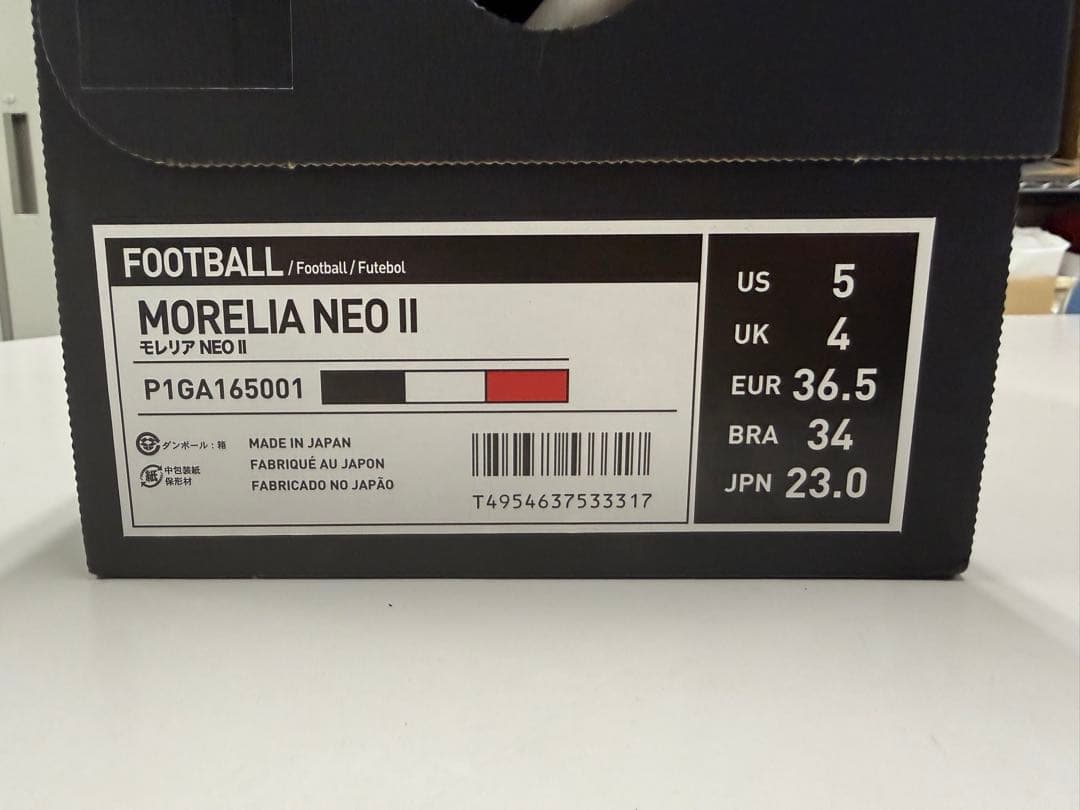 FOOTBALL / Football / Futebol
MORELIA NEO II
モレリア NEO II
P1GA165001
ダンボール : 箱
紙
中包装紙
保形材
MADE IN JAPAN
FABRIQUÉ AU JAPON
FABRICADO NO JAPÃO
T4954637533317
US 5
UK 4
EUR 36.5
BRA 34
JPN 23.0